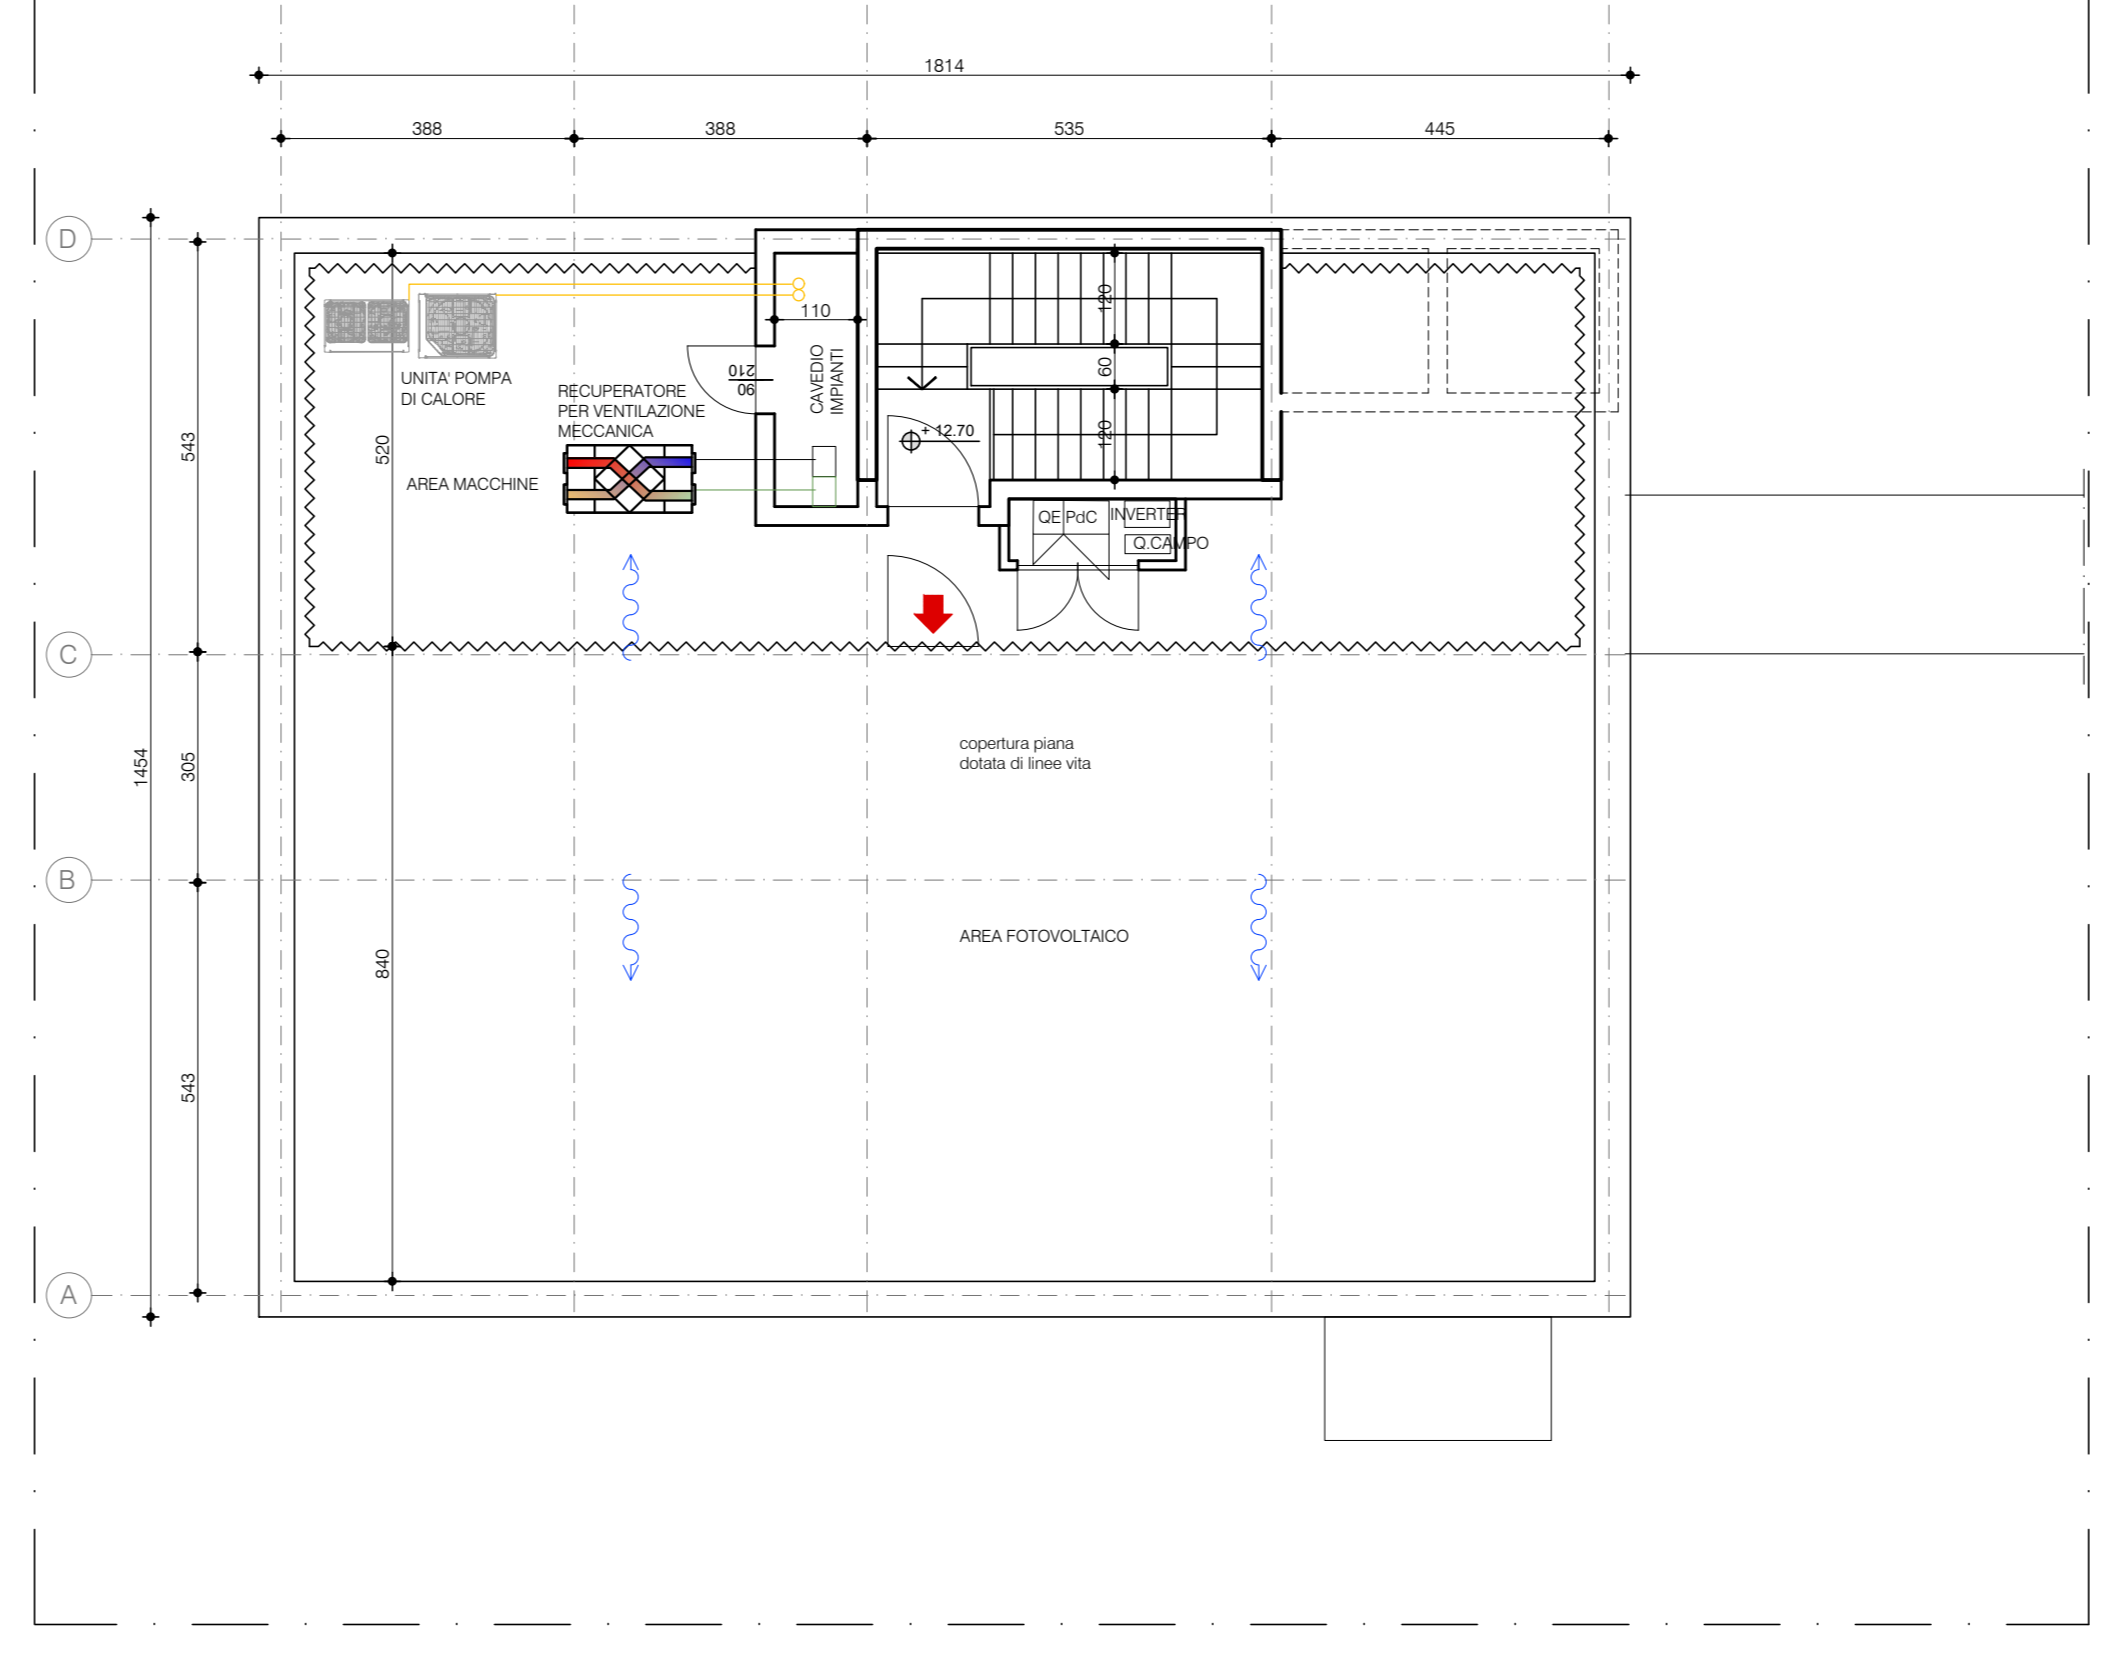 1814
388
388
535
445
D
110
120
60
120
CAVEDIO
IMPIANTI
210
90
UNITA' POMPA
DI CALORE
RECUPERATORE
PER VENTILAZIONE
MECCANICA
+ 12.70
543
520
AREA MACCHINE
QE PdC
INVERTER
Q.CAMPO
C
copertura piana
dotata di linee vita
1454
305
B
AREA FOTOVOLTAICO
840
543
A